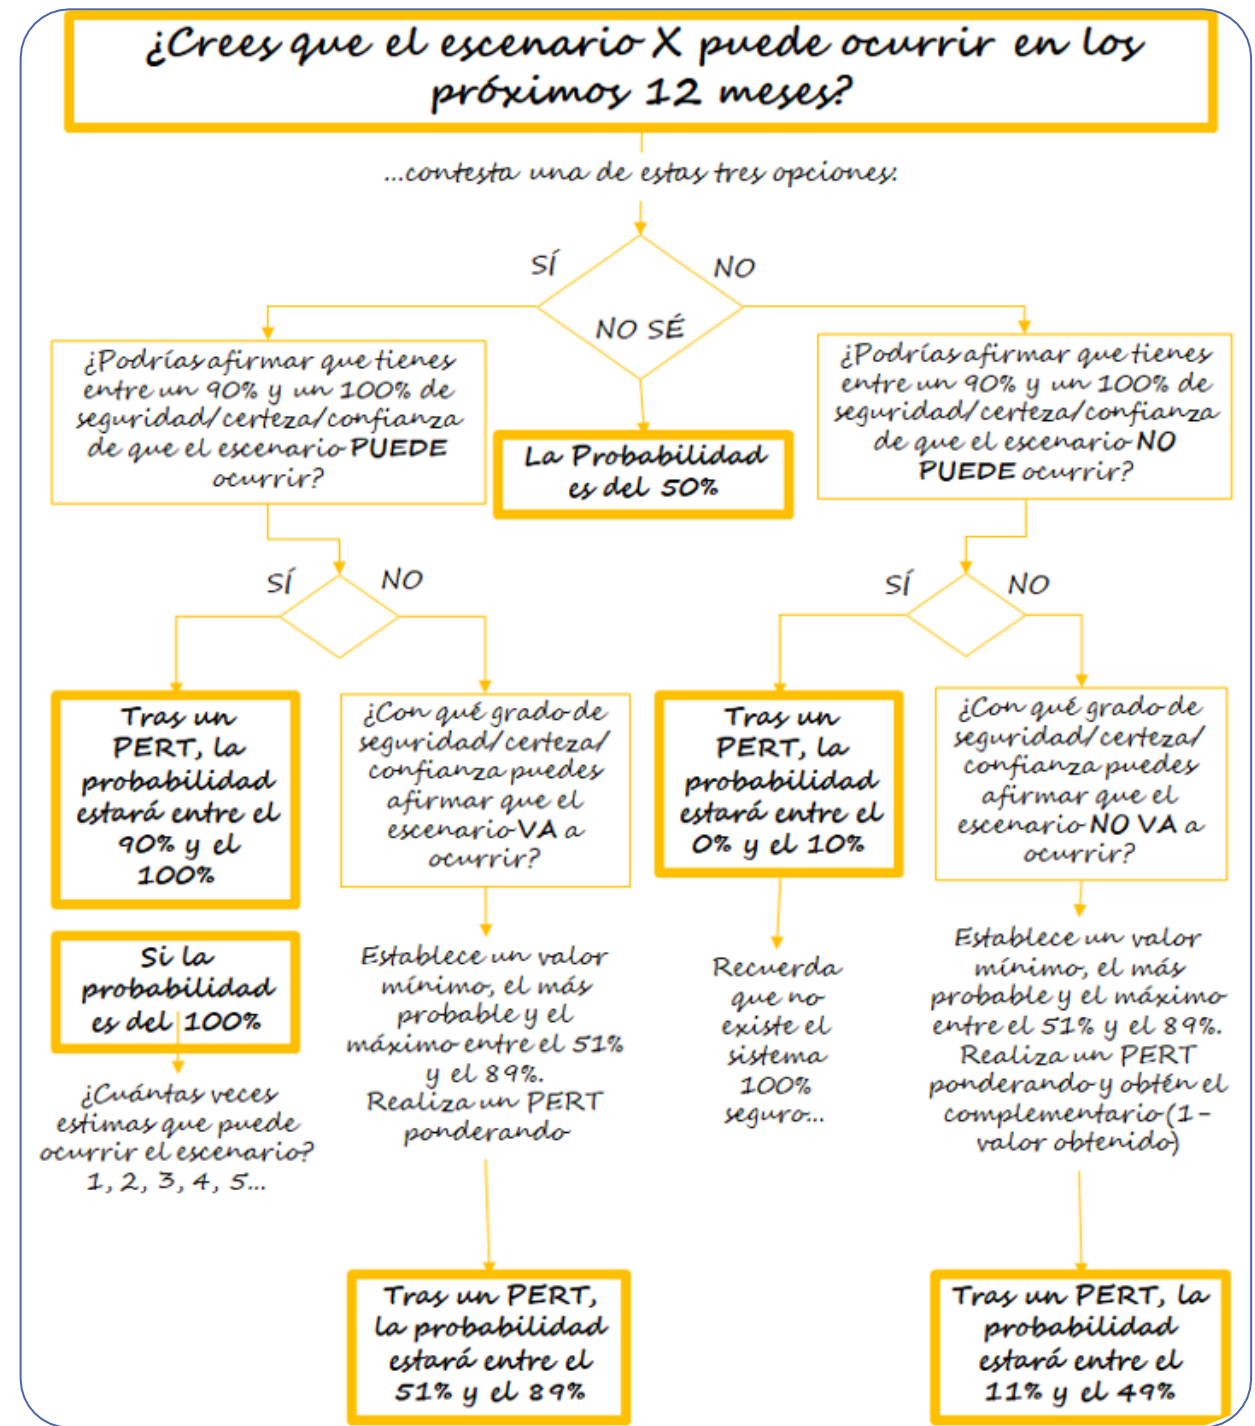 ¿Crees que el escenario X puede ocurrir en los
próximos 12 meses?
...contesta una de estas tres opciones:
SÍ
NO
NO SÉ
¿Podrías afirmar que tienes
entre un 90% y un 100% de
seguridad/certeza/confianza
de que el escenario PUEDE
ocurrir?
La Probabilidad
es del 50%
¿Podrías afirmar que tienes
entre un 90% y un 100% de
seguridad/certeza/confianza
de que el escenario NO
PUEDE ocurrir?
SÍ
NO
SÍ
NO
Tras un
PERT, la
probabilidad
estará entre el
90% y el
100%
¿Con qué grado de
seguridad/certeza/
confianza puedes
afirmar que el
escenario VA a
ocurrir?
Tras un
PERT, la
probabilidad
estará entre el
0% y el 10%
¿Con qué grado de
seguridad/certeza/
confianza puedes
afirmar que el
escenario NO VA a
ocurrir?
Si la
probabilidad
es del 100%
¿Cuántas veces
estimas que puede
ocurrir el escenario?
1, 2, 3, 4, 5...
Establece un valor
mínimo, el más
probable y el
máximo entre el 51%
y el 89%.
Realiza un PERT
ponderando
Recuerda
que no
existe el
sistema
100%
seguro...
Establece un valor
mínimo, el más
probable y el máximo
entre el 51% y el 89%.
Realiza un PERT
ponderando y obtén el
complementario (1-
valor obtenido)
Tras un PERT,
la probabilidad
estará entre el
51% y el 89%
Tras un PERT, la
probabilidad
estará entre el
11% y el 49%